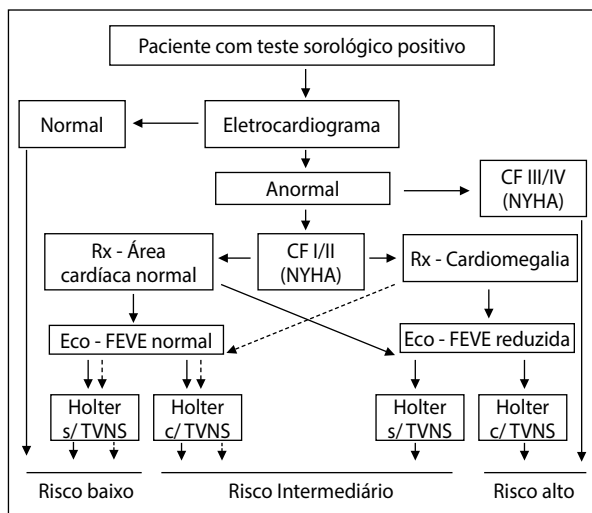 Paciente com teste sorológico positivo
Normal
Eletrocardiograma
Anormal
CF III/IV
(NYHA)
Rx - Área
cardíaca normal
CF I/II
(NYHA)
Rx - Cardiomegalia
Eco - FEVE normal
Eco - FEVE reduzida
Holter
s/ TVNS
Holter
c/ TVNS
Holter
s/ TVNS
Holter
c/ TVNS
Risco baixo
Risco Intermediário
Risco alto